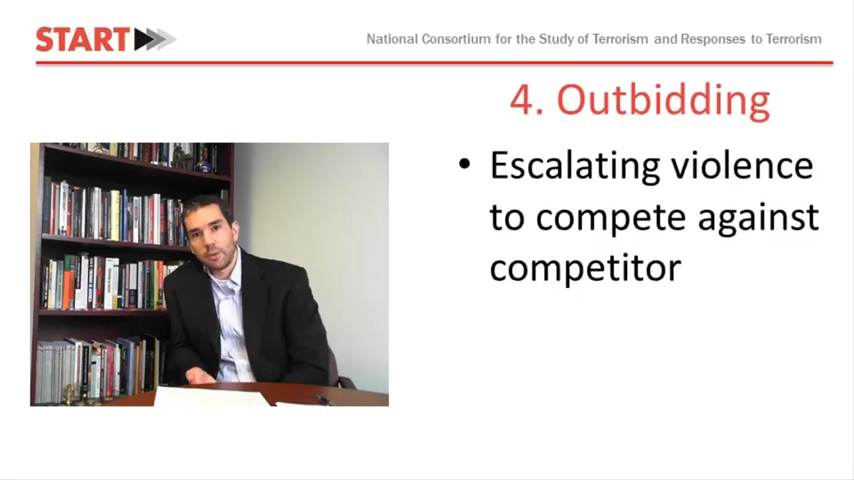 START
National Consortium for the Study of Terrorism and Responses to Terrorism
4. Outbidding
• Escalating violence
to compete against
competitor